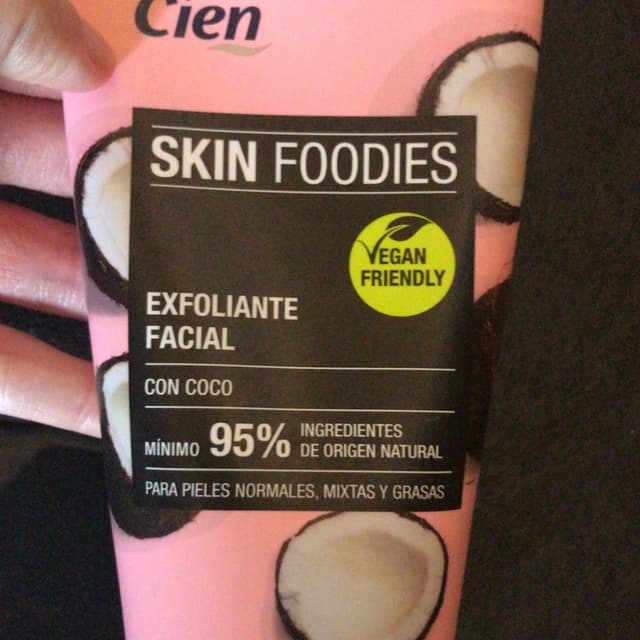 Cien
SKIN FOODIES
VEGAN
FRIENDLY
EXFOLIANTE
FACIAL
CON COCO
MÍNIMO 95% INGREDIENTES
DE ORIGEN NATURAL
PARA PIELES NORMALES, MIXTAS Y GRASAS